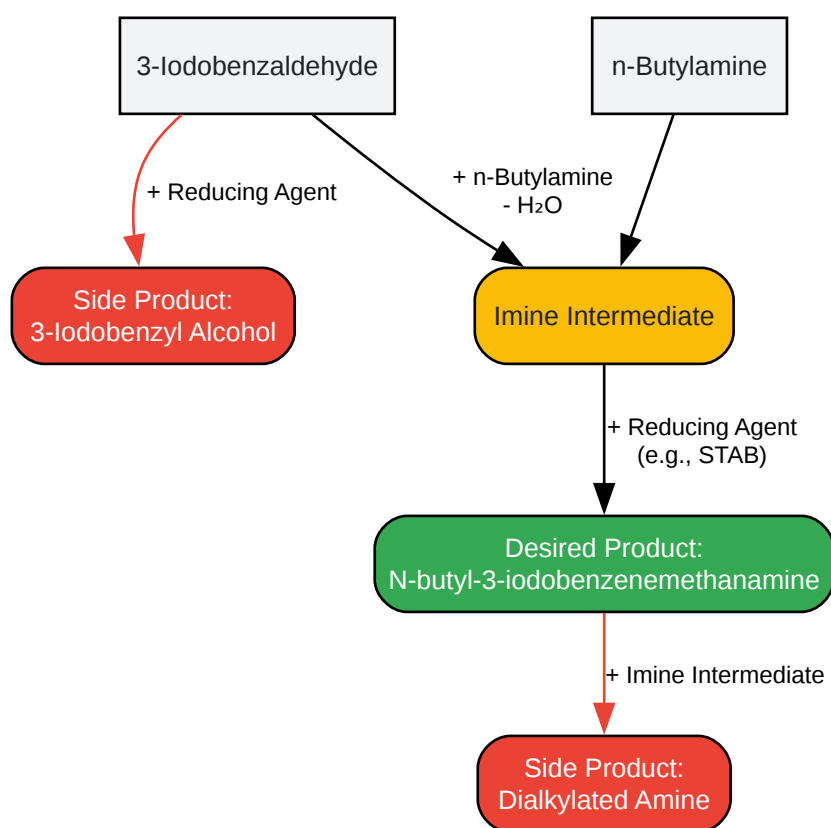 3-Iodobenzaldehyde
n-Butylamine
+ Reducing Agent
+ n-Butylamine
- H₂O
Side Product:
3-Iodobenzyl Alcohol
Imine Intermediate
+ Reducing Agent
(e.g., STAB)
Desired Product:
N-butyl-3-iodobenzenemethanamine
+ Imine Intermediate
Side Product:
Dialkylated Amine